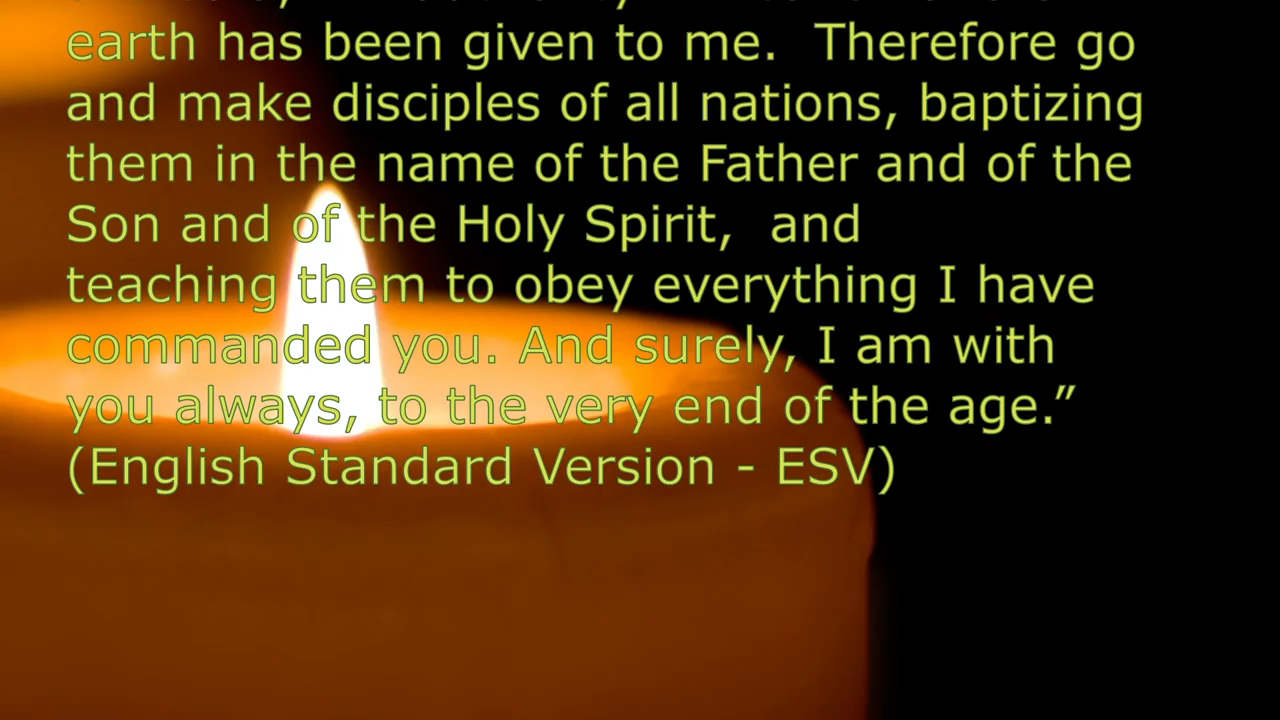 earth has been given to me.  Therefore go
and make disciples of all nations, baptizing
them in the name of the Father and of the
Son and of the Holy Spirit,  and
teaching them to obey everything I have
commanded you. And surely, I am with
you always, to the very end of the age.”
(English Standard Version - ESV)